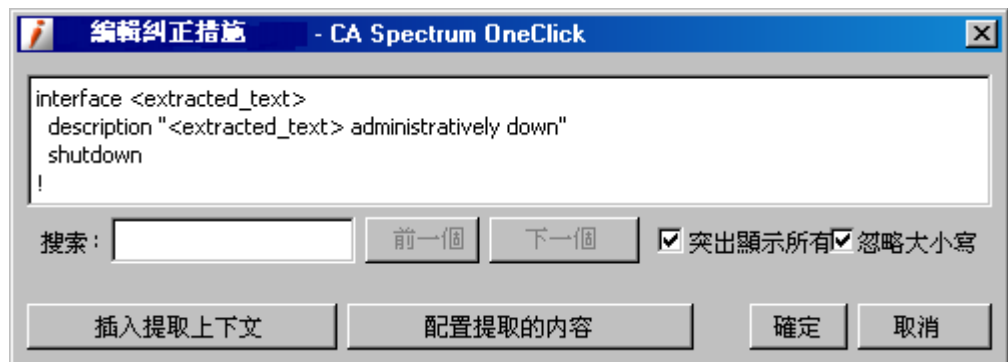 編輯糾正措施 - CA Spectrum OneClick
interface <extracted_text>
description "<extracted_text> administratively down"
shutdown
!
搜索: 前一個 下一個 突出顯示所有 忽略大小寫
插入提取上下文 配置提取的內容 確定 取消